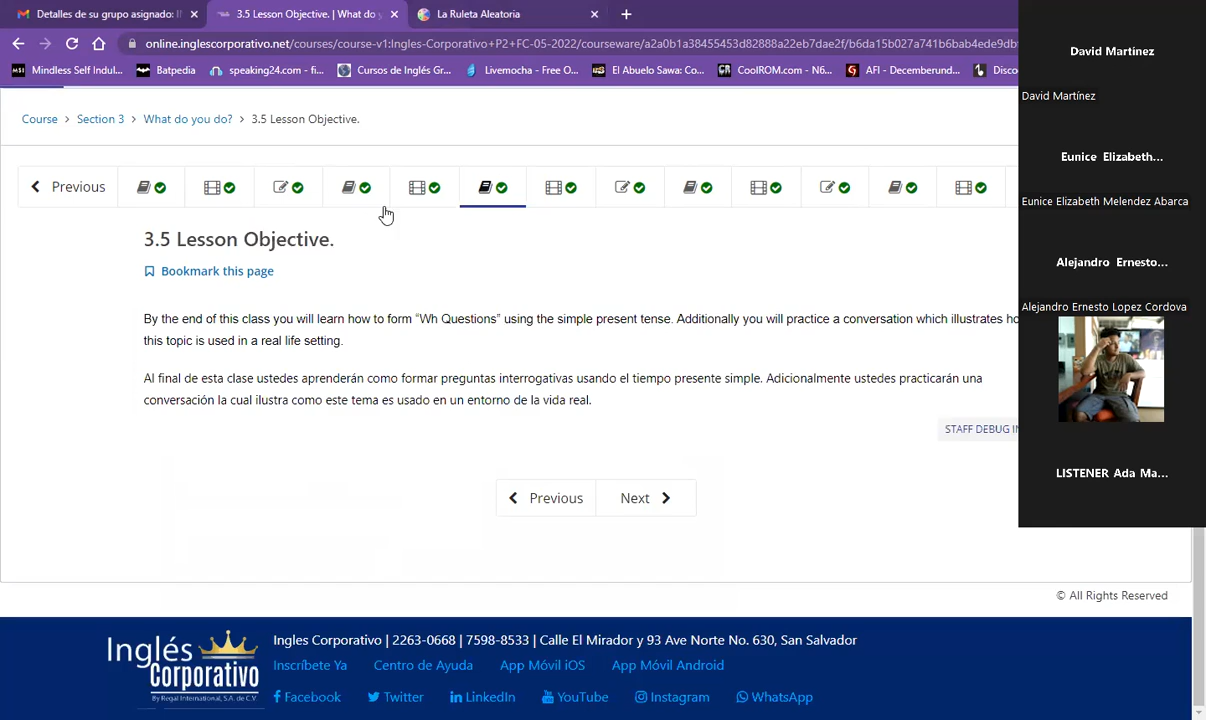 Detalles de su grupo asignado: I
3.5 Lesson Objective. | What do y
La Ruleta Aleatoria
online.inglescorporativo.net/courses/course-v1:Ingles-Corporativo+P2+FC-05-2022/courseware/a2a0b1a38455453d82888a22eb7dae2f/b6da15b027a741b6bab4ede9db
Mindless Self Indul...
Batpedia
speaking24.com - fi...
Cursos de Inglés Gr...
Livemocha - Free O...
El Abuelo Sawa: Co...
CoolROM.com - N6...
AFI - Decemberund...
Disco
Course > Section 3 > What do you do? > 3.5 Lesson Objective.
Previous
3.5 Lesson Objective.
Bookmark this page
By the end of this class you will learn how to form “Wh Questions” using the simple present tense. Additionally you will practice a conversation which illustrates ho
this topic is used in a real life setting.
Al final de esta clase ustedes aprenderán como formar preguntas interrogativas usando el tiempo presente simple. Adicionalmente ustedes practicarán una
conversación la cual ilustra como este tema es usado en un entorno de la vida real.
STAFF DEBUG IN
Previous
Next
© All Rights Reserved
Inglés
Corporativo
By Regal International, S.A. de C.V.
Ingles Corporativo | 2263-0668 | 7598-8533 | Calle El Mirador y 93 Ave Norte No. 630, San Salvador
Inscríbete Ya
Centro de Ayuda
App Móvil iOS
App Móvil Android
Facebook
Twitter
LinkedIn
YouTube
Instagram
WhatsApp
David Martínez
David Martínez
Eunice Elizabeth...
Eunice Elizabeth Melendez Abarca
Alejandro Ernesto...
Alejandro Ernesto Lopez Cordova
LISTENER Ada Ma...